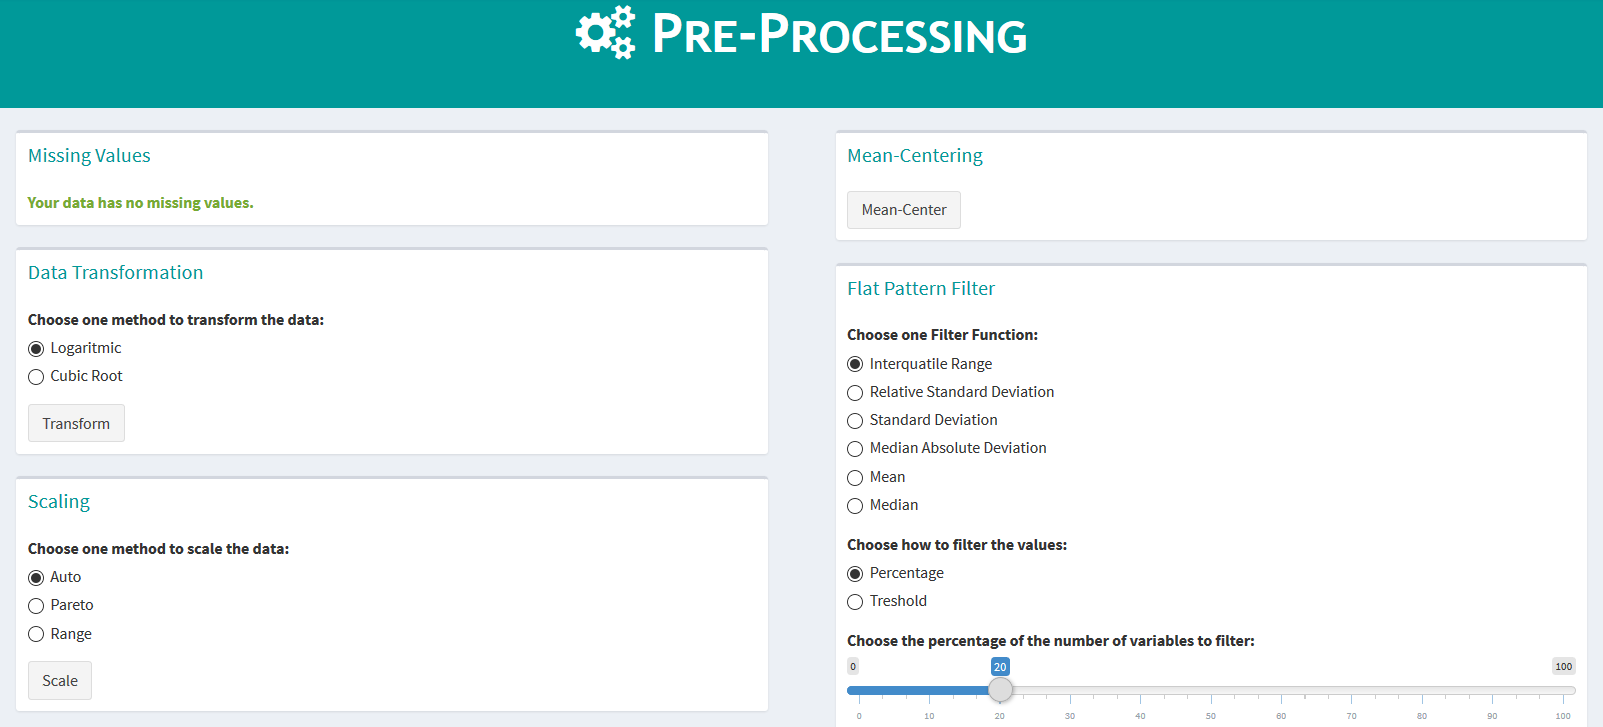 PRE-PROCESSING
Missing Values
Your data has no missing values.
Data Transformation
Choose one method to transform the data:
Logaritmic
Cubic Root
Transform
Scaling
Choose one method to scale the data:
Auto
Pareto
Range
Scale
Mean-Centering
Mean-Center
Flat Pattern Filter
Choose one Filter Function:
Interquatile Range
Relative Standard Deviation
Standard Deviation
Median Absolute Deviation
Mean
Median
Choose how to filter the values:
Percentage
Treshold
Choose the percentage of the number of variables to filter:
0 20 100
0 10 20 30 40 50 60 70 80 90 100